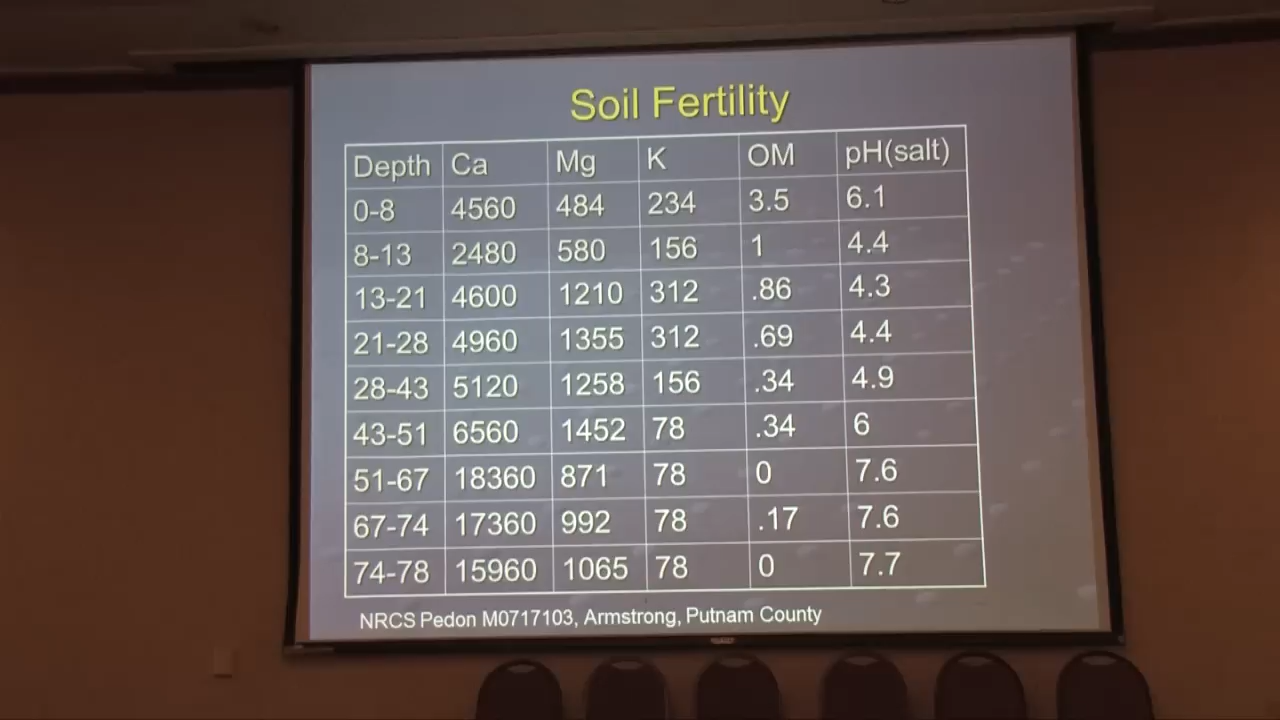 Soil Fertility
Depth Ca Mg K OM pH(salt)
0-8 4560 484 234 3.5 6.1
8-13 2480 580 156 1 4.4
13-21 4600 1210 312 .86 4.3
21-28 4960 1355 312 .69 4.4
28-43 5120 1258 156 .34 4.9
43-51 6560 1452 78 .34 6
51-67 18360 871 78 0 7.6
67-74 17360 992 78 .17 7.6
74-78 15960 1065 78 0 7.7
NRCS Pedon M0717103, Armstrong, Putnam County